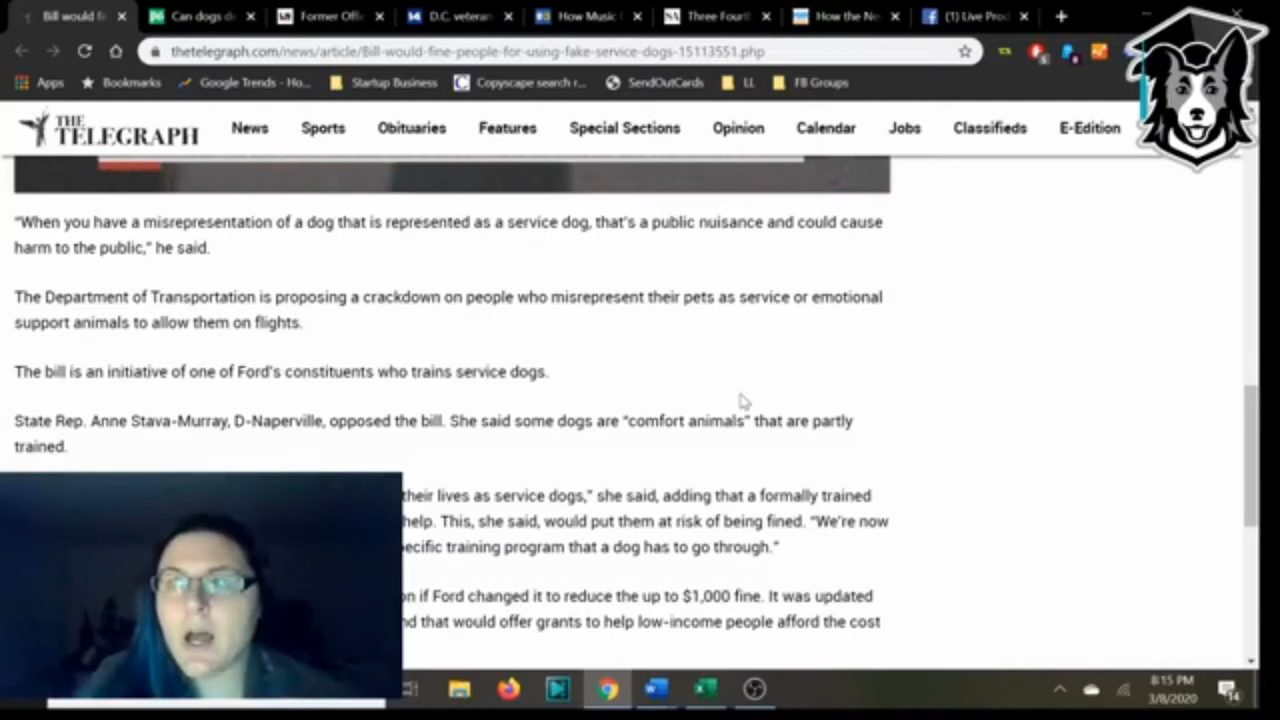 Bill would fi
Can dogs d
Former Offi
D.C. veteran
How Music C
Three Fourt
How the Ne
(1) Live Prod
thetelegraph.com/news/article/Bill-would-fine-people-for-using-fake-service-dogs-15113551.php
Apps
Bookmarks
Google Trends - Ho...
Startup Business
Copyscape search r...
SendOutCards
LL
FB Groups
THE
TELEGRAPH
News
Sports
Obituaries
Features
Special Sections
Opinion
Calendar
Jobs
Classifieds
E-Edition
“When you have a misrepresentation of a dog that is represented as a service dog, that’s a public nuisance and could cause
harm to the public,” he said.
The Department of Transportation is proposing a crackdown on people who misrepresent their pets as service or emotional
support animals to allow them on flights.
The bill is an initiative of one of Ford’s constituents who trains service dogs.
State Rep. Anne Stava-Murray, D-Naperville, opposed the bill. She said some dogs are “comfort animals” that are partly
trained.
their lives as service dogs,” she said, adding that a formally trained
help. This, she said, would put them at risk of being fined. “We’re now
ecific training program that a dog has to go through.”
on if Ford changed it to reduce the up to $1,000 fine. It was updated
nd that would offer grants to help low-income people afford the cost
8:15 PM
3/8/2020
14